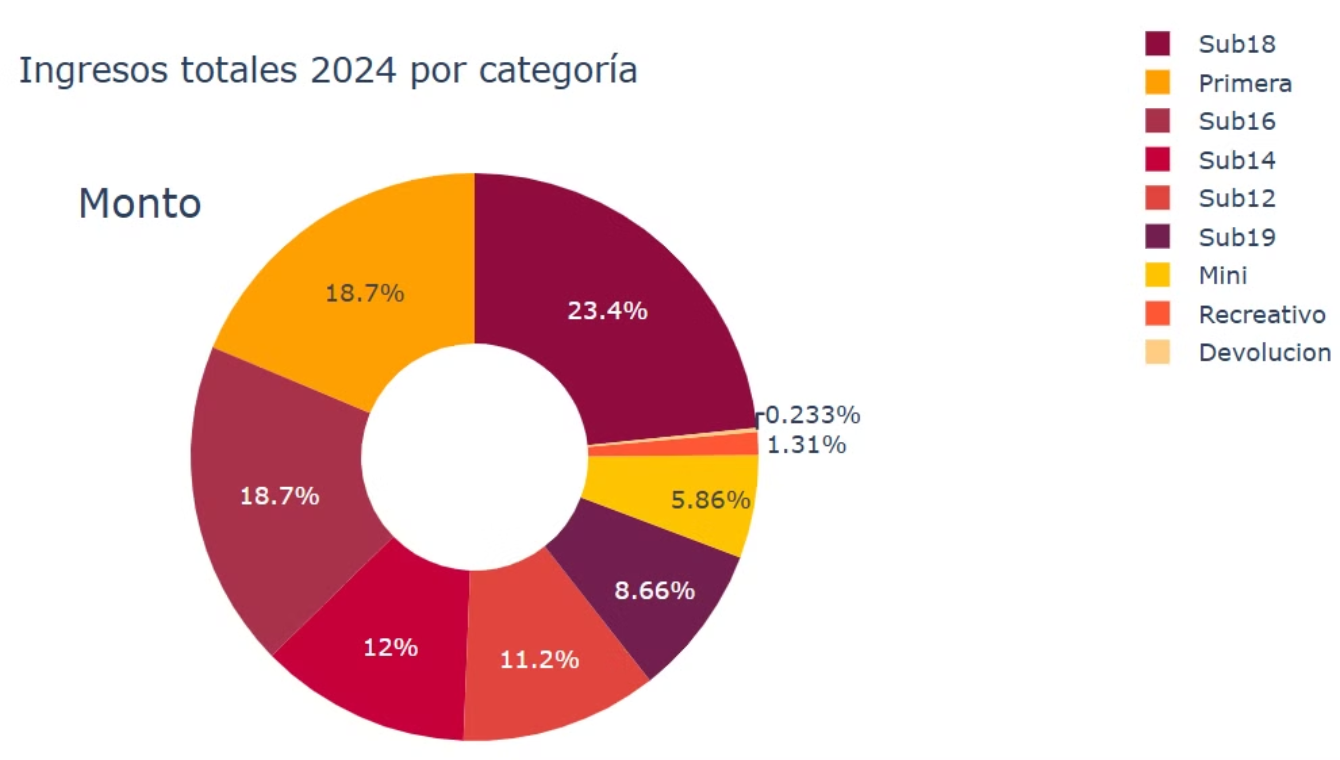 Ingresos totales 2024 por categoría
Monto
18.7%
23.4%
0.233%
1.31%
5.86%
18.7%
8.66%
12%
11.2%
Sub18
Primera
Sub16
Sub14
Sub12
Sub19
Mini
Recreativo
Devolucion